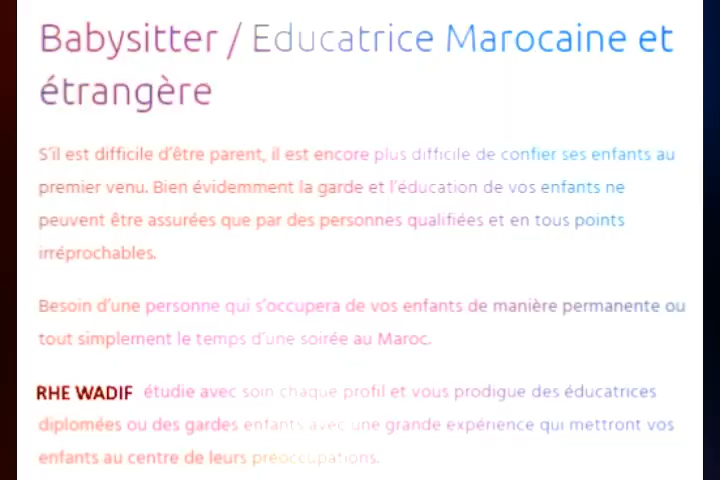 Babysitter / Educatrice Marocaine et
étrangère
S'il est difficile d'être parent, il est encore plus difficile de confier ses enfants au
premier venu. Bien évidemment la garde et l'éducation de vos enfants ne
peuvent être assurées que par des personnes qualifiées et en tous points
irréprochables.
Besoin d'une personne qui s'occupera de vos enfants de manière permanente ou
tout simplement le temps d'une soirée au Maroc.
RHE WADIF étudie avec soin chaque profil et vous prodigue des éducatrices
diplomées ou des gardes enfants avec une grande expérience qui mettront vos
enfants au centre de leurs préoccupations.